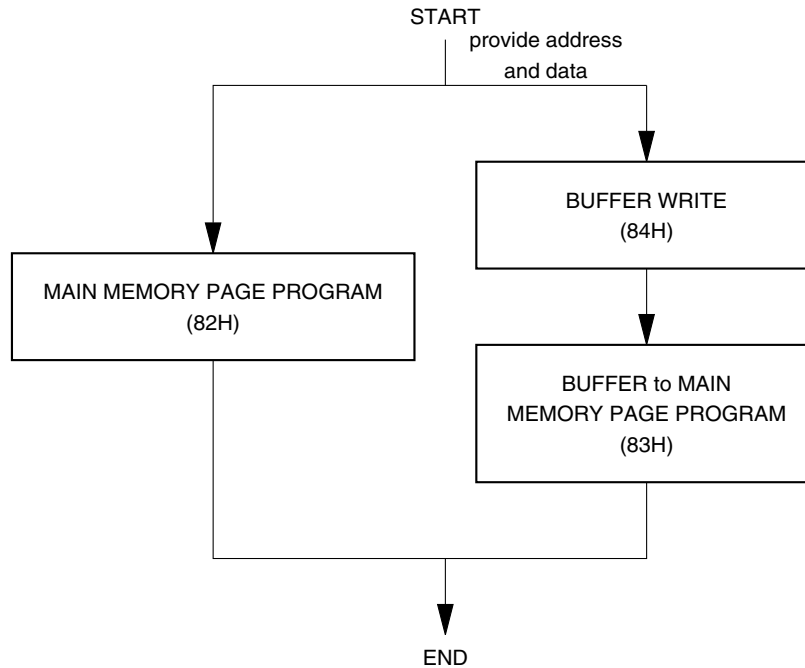 START
provide address
and data
BUFFER WRITE
(84H)
MAIN MEMORY PAGE PROGRAM
(82H)
BUFFER to MAIN
MEMORY PAGE PROGRAM
(83H)
END